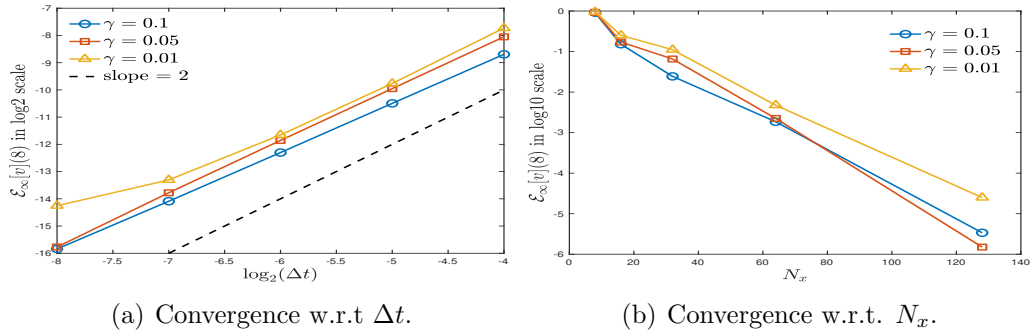 -7
-8
-9
-10
-11
-12
-13
-14
-15
-16
-8 -7.5 -7 -6.5 -6 -5.5 -5 -4.5 -4
log₂(Δt)
ℰ∞[v](8) in log2 scale
γ = 0.1
γ = 0.05
γ = 0.01
slope = 2
(a) Convergence w.r.t Δt.
0
-1
-2
-3
-4
-5
-6
0 20 40 60 80 100 120 140
Nₓ
ℰ∞[v](8) in log10 scale
γ = 0.1
γ = 0.05
γ = 0.01
(b) Convergence w.r.t. Nₓ.